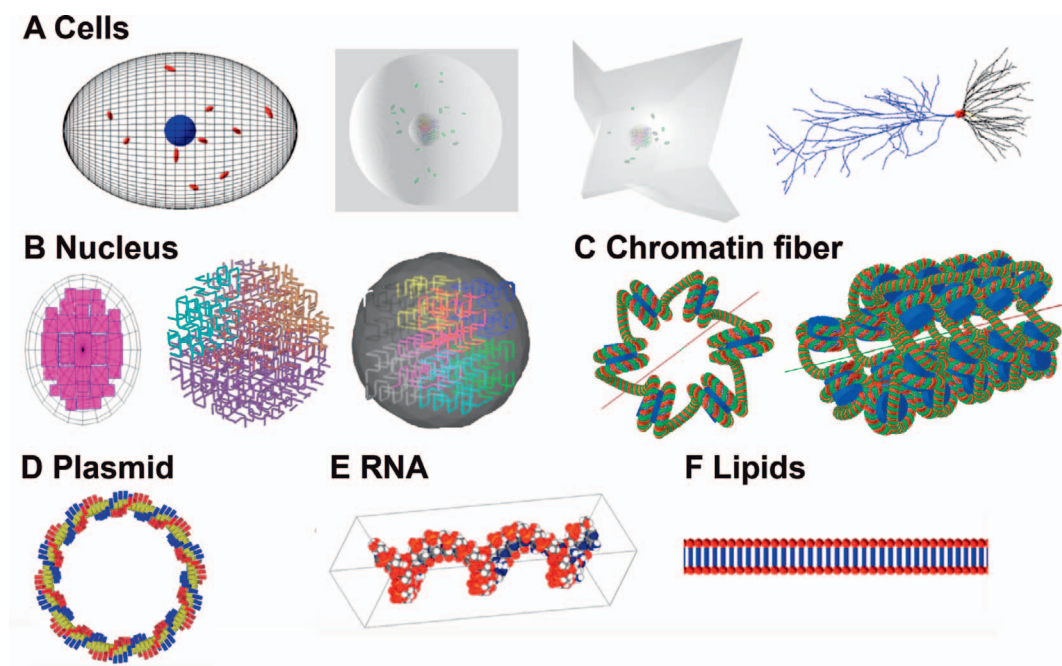 A Cells
B Nucleus
C Chromatin fiber
D Plasmid
E RNA
F Lipids